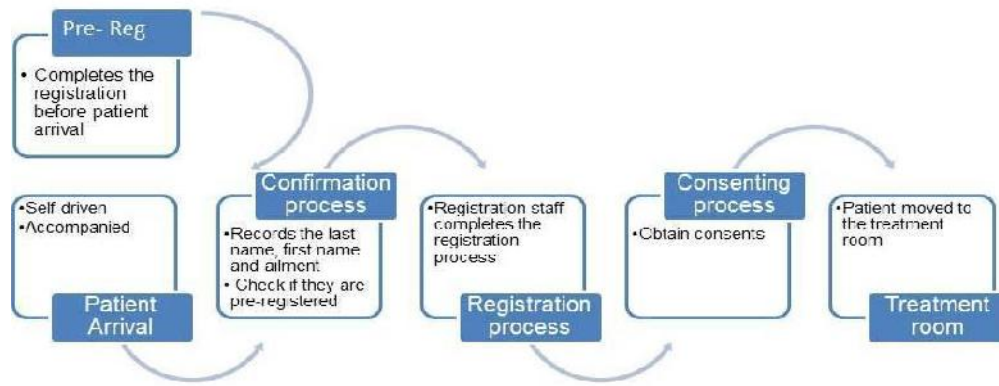 Pre- Reg
• Completes the
registration
before patient
arrival
•Self driven
•Accompanied
Patient
Arrival
Confirmation
process
•Records the last
name, first name
and ailment
• Check if they are
pre-registered
•Registration staff
completes the
registration
process
Registration
process
Consenting
process
•Obtain consents
•Patient moved to
the treatment
room
Treatment
room